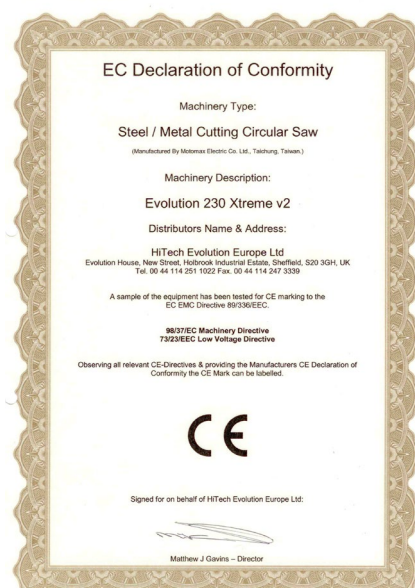 EC Declaration of Conformity
Machinery Type:
Steel / Metal Cutting Circular Saw
(Manufactured By Motomax Electric Co. Ltd., Taichung, Taiwan.)
Machinery Description:
Evolution 230 Xtreme v2
Distributors Name & Address:
HiTech Evolution Europe Ltd
Evolution House, New Street, Holbrook Industrial Estate, Sheffield, S20 3GH, UK
Tel. 00 44 114 251 1022 Fax. 00 44 114 247 3339
A sample of the equipment has been tested for CE marking to the
EC EMC Directive 89/336/EEC.
98/37/EC Machinery Directive
73/23/EEC Low Voltage Directive
Observing all relevant CE-Directives & providing the Manufacturers CE Declaration of
Conformity the CE Mark can be labelled.
CE
Signed for on behalf of HiTech Evolution Europe Ltd:
Matthew J Gavins – Director